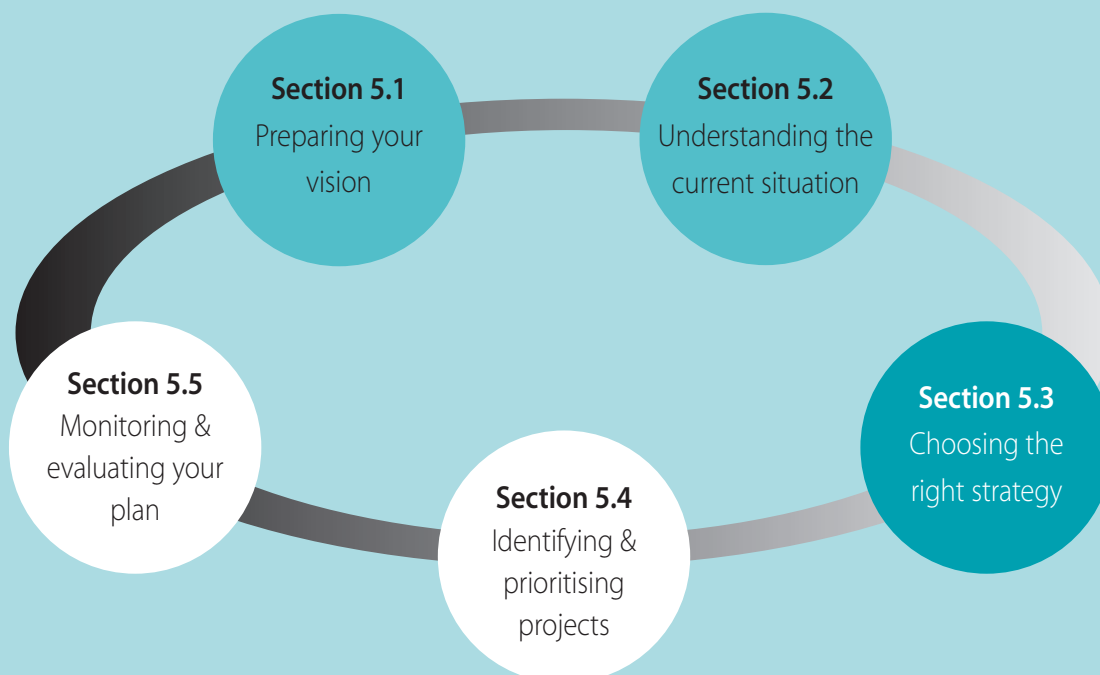 Section 5.1
Preparing your
vision
Section 5.2
Understanding the
current situation
Section 5.3
Choosing the
right strategy
Section 5.4
Identifying &
prioritising
projects
Section 5.5
Monitoring &
evaluating your
plan